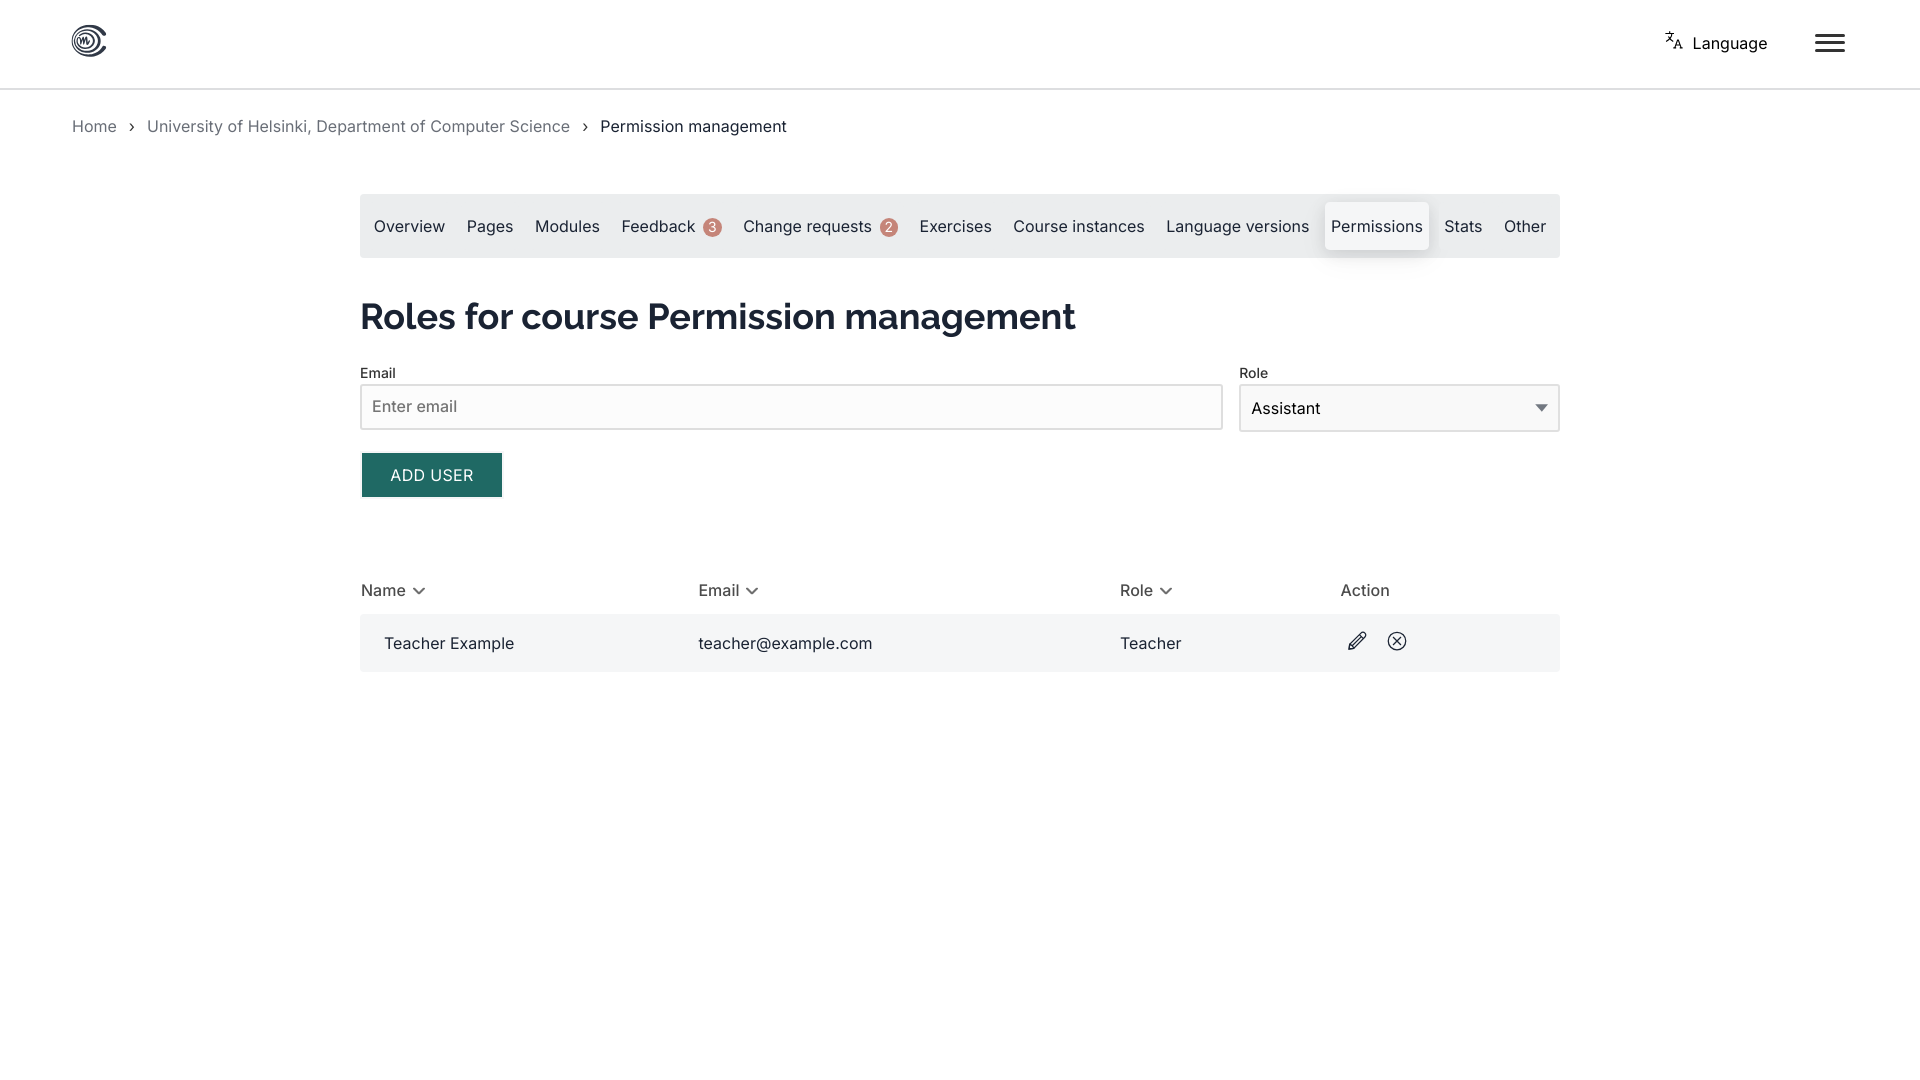 Language
Home › University of Helsinki, Department of Computer Science › Permission management
Overview Pages Modules Feedback 3 Change requests 2 Exercises Course instances Language versions Permissions Stats Other
Roles for course Permission management
Email Role
Enter email Assistant
ADD USER
Name Email Role Action
Teacher Example teacher@example.com Teacher